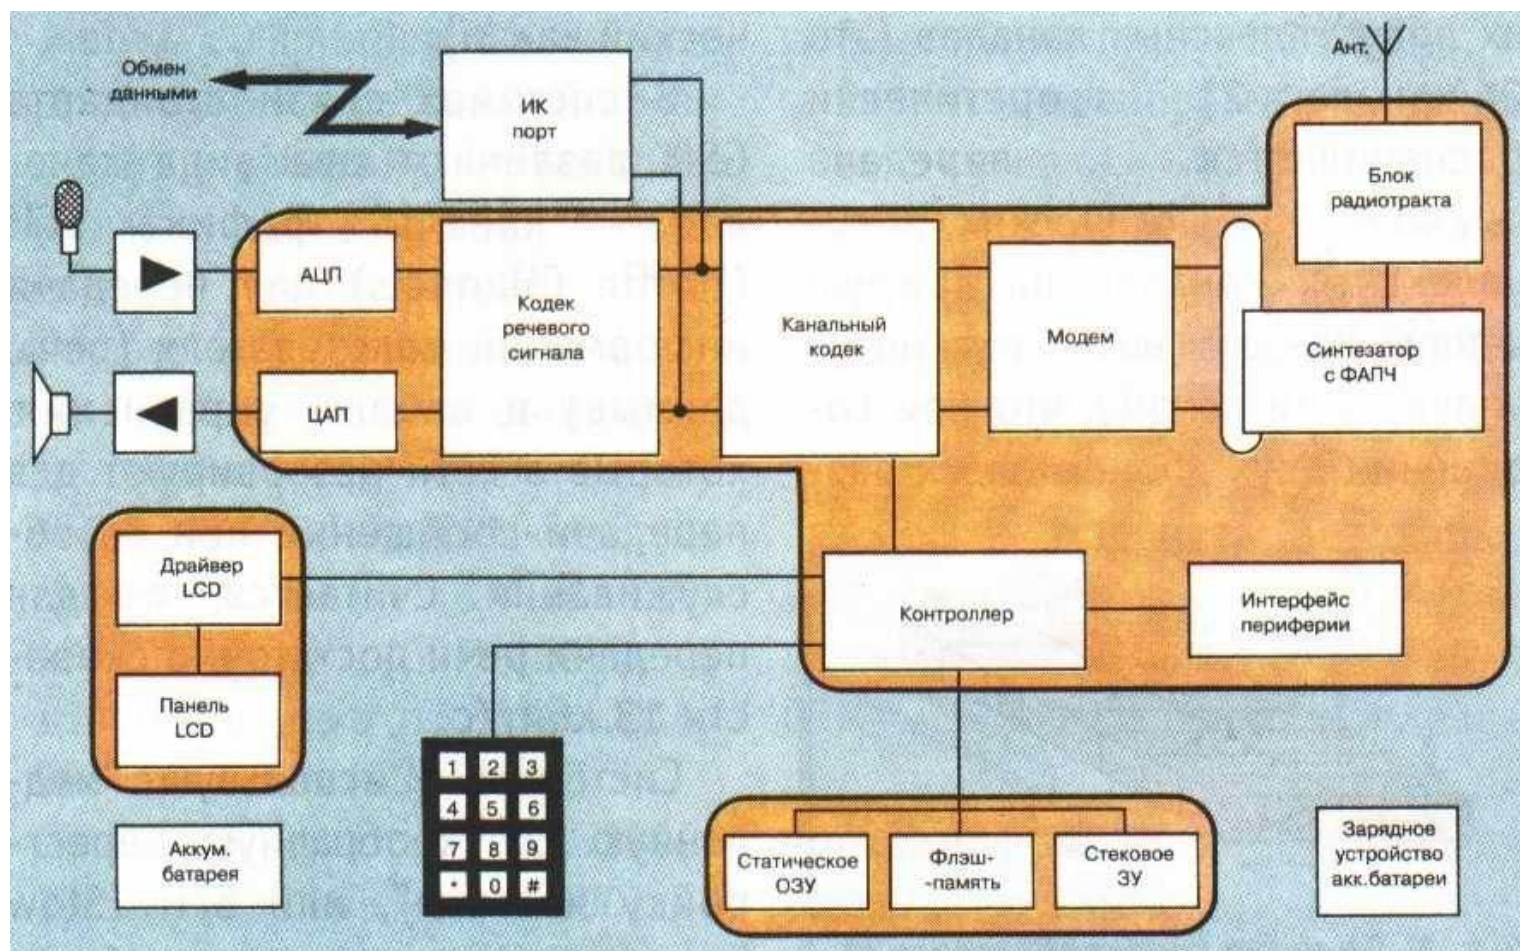 Обмен
данными
ИК
порт
Ант.
Блок
радиотракта
АЦП
Кодек
речевого
сигнала
Канальный
кодек
Модем
Синтезатор
с ФАПЧ
ЦАП
Драйвер
LCD
Контроллер
Интерфейс
периферии
Панель
LCD
1 2 3
4 5 6
7 8 9
* 0 #
Аккум.
батарея
Статическое
ОЗУ
Флэш-
-память
Стековое
ЗУ
Зарядное
устройство
акк.батареи